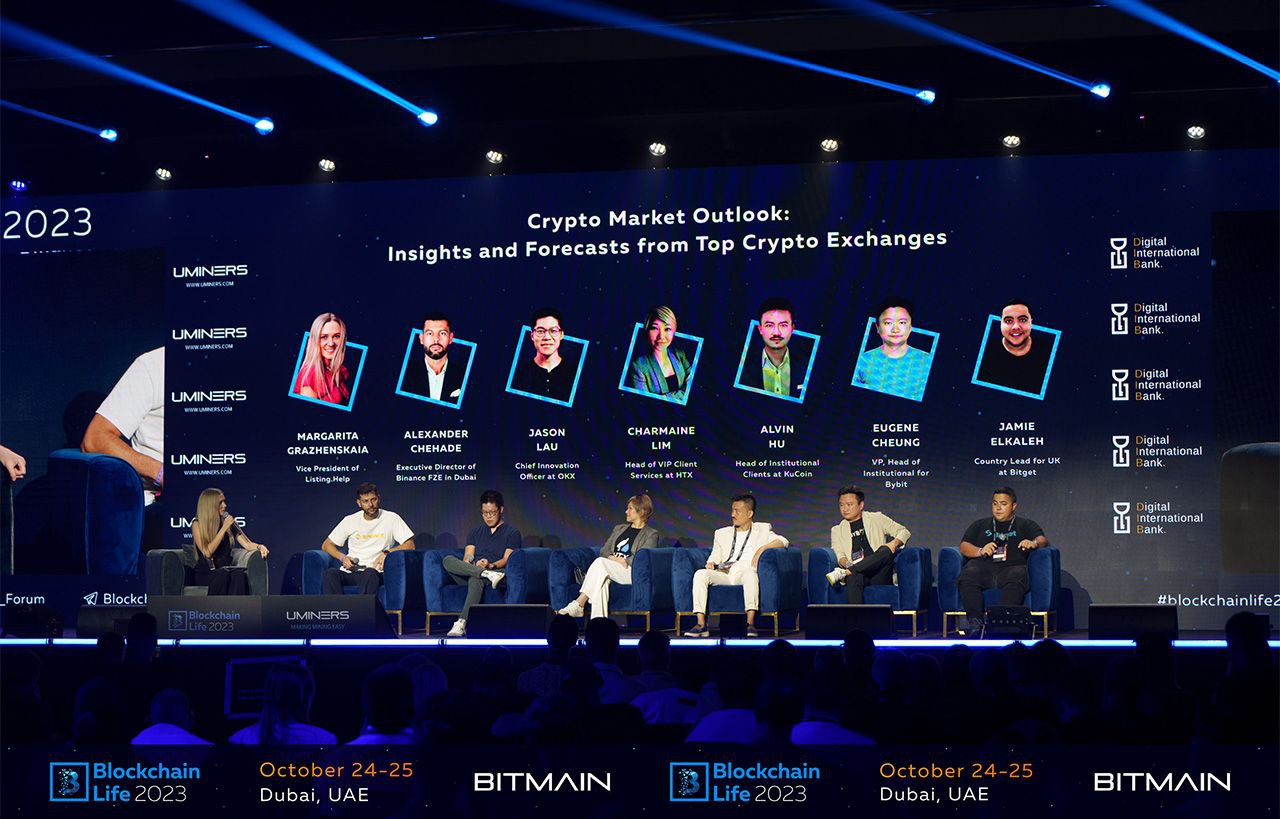 2023
Crypto Market Outlook:
Insights and Forecasts from Top Crypto Exchanges
UMINERS
WWW.UMINERS.COM
UMINERS
WWW.UMINERS.COM
UMINERS
WWW.UMINERS.COM
UMINERS
WWW.UMINERS.COM
UMINERS
Digital
International
Bank.
Digital
International
Bank.
Digital
International
Bank.
Digital
International
Bank.
Digital
International
Bank.
MARGARITA
GRAZHENSKAIA
Vice President of
Listing.Help
ALEXANDER
CHEHADE
Executive Director of
Binance FZE in Dubai
JASON
LAU
Chief Innovation
Officer at OKX
CHARMAINE
LIM
Head of VIP Client
Services at HTX
ALVIN
HU
Head of Institutional
Clients at KuCoin
EUGENE
CHEUNG
VP, Head of
Institutional for
Bybit
JAMIE
ELKALEH
Country Lead for UK
at Bitget
BINANCE
_Forum
Blockch
#blockchainlife2
Blockchain
Life 2023
UMINERS
MAKING MINING EASY
Blockchain
Life 2023
October 24-25
Dubai, UAE
BITMAIN
Blockchain
Life 2023
October 24-25
Dubai, UAE
BITMAIN